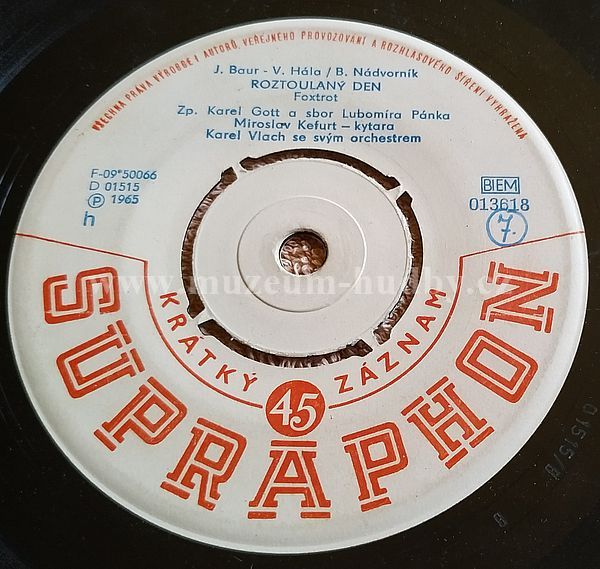 VŠECHNA PRÁVA VÝROBCE I AUTORŮ, VEŘEJNÉHO PROVOZOVÁNÍ A ROZHLASOVÉHO ŠÍŘENÍ VYHRAŽENA
J. Baur - V. Hála / B. Nádvorník
ROZTOULANÝ DEN
Foxtrot
Zp. Karel Gott a sbor Lubomíra Pánka
Miroslav Kefurt – kytara
Karel Vlach se svým orchestrem
F-09*50066
D 01515
Ⓟ 1965
h
BIEM
013618
7.
www.muzeum-hudby.cz
KRÁTKÝ ZÁZNAM
45
SUPRAPHON
01515/B